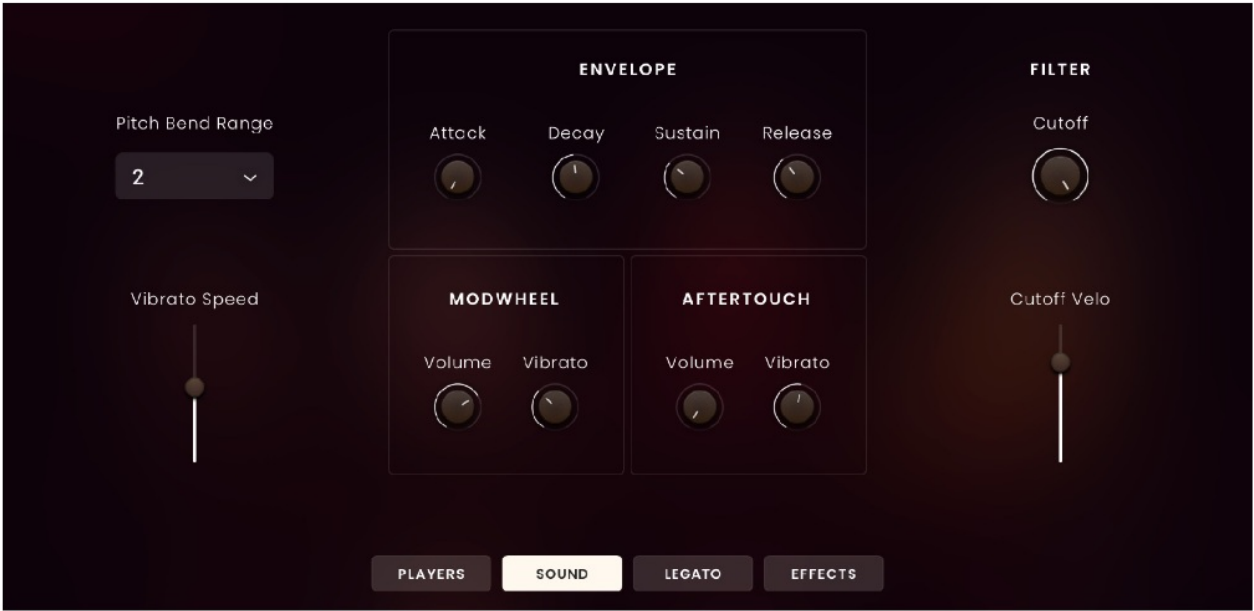 ENVELOPE
FILTER
Pitch Bend Range
Attack Decay Sustain Release
Cutoff
2
Vibrato Speed
MODWHEEL
AFTERTOUCH
Cutoff Velo
Volume Vibrato
Volume Vibrato
PLAYERS SOUND LEGATO EFFECTS